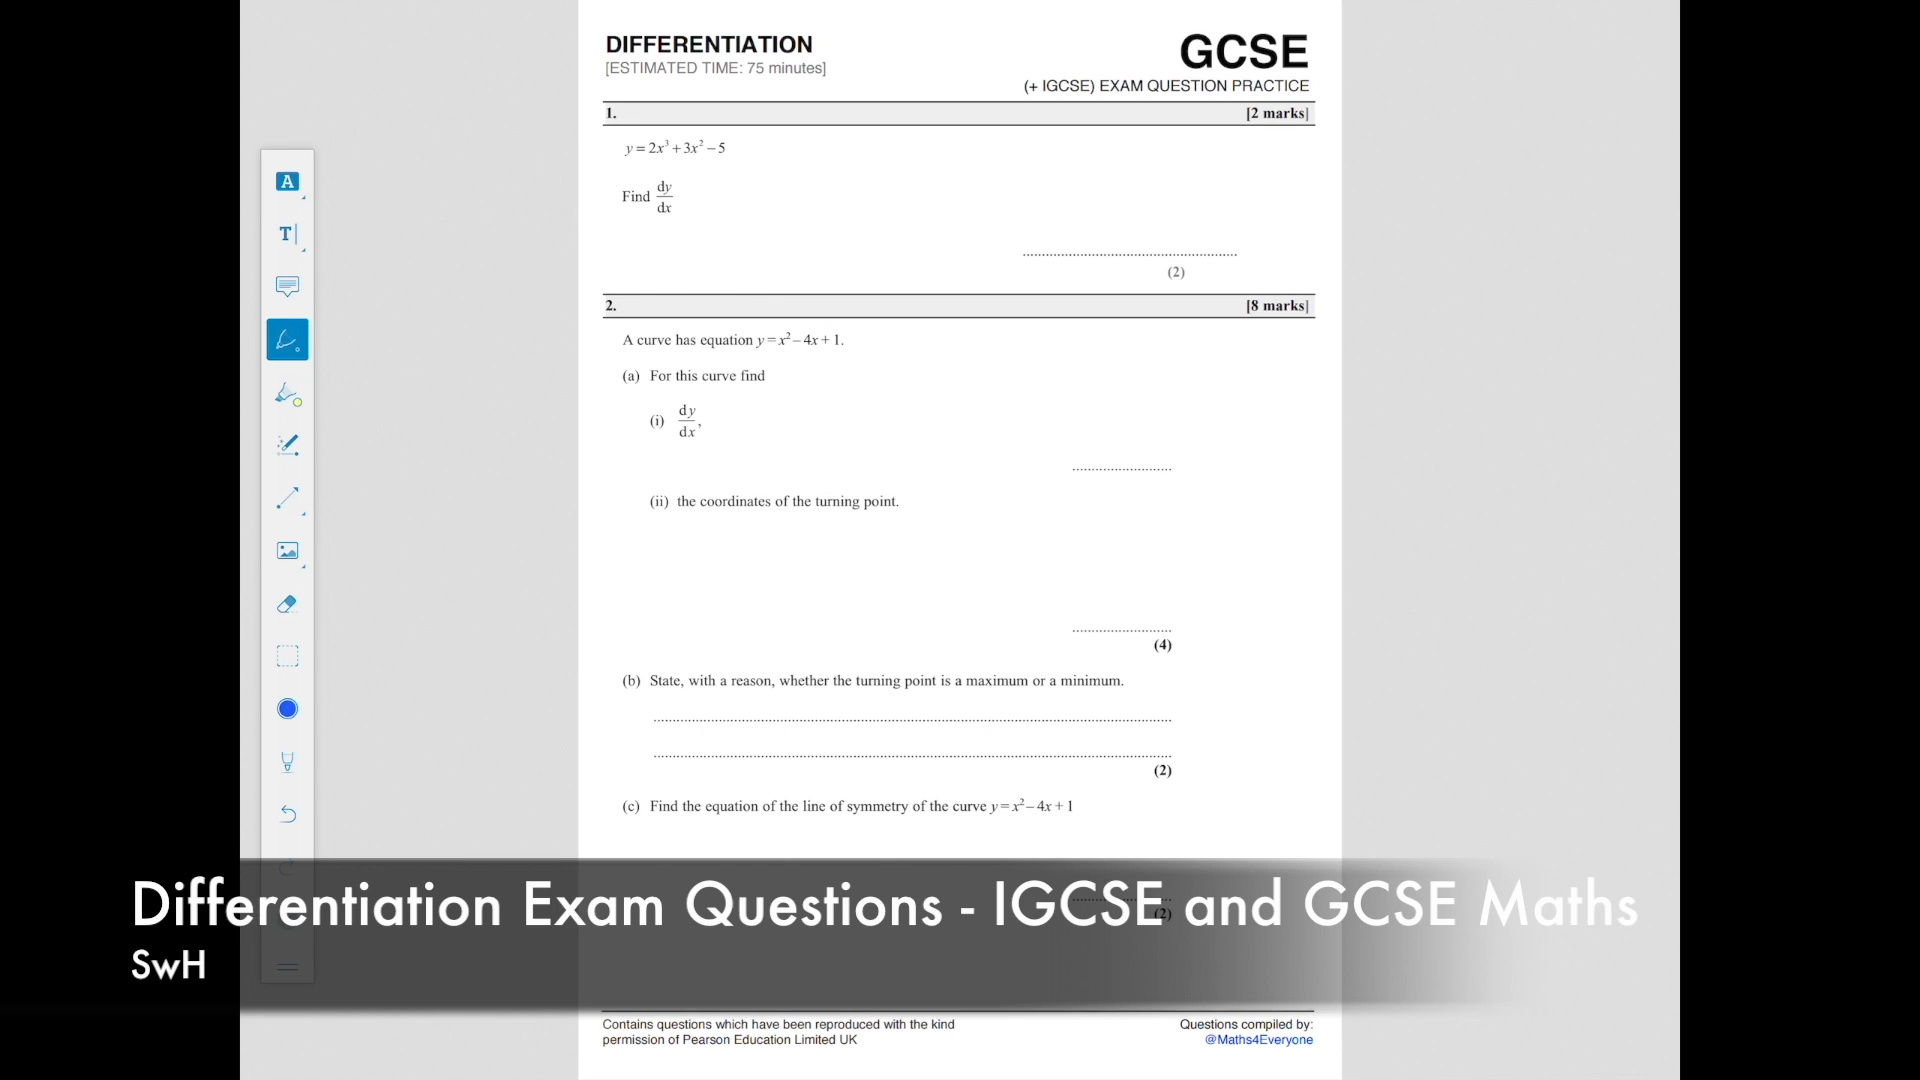 DIFFERENTIATION
[ESTIMATED TIME: 75 minutes]
GCSE
(+ IGCSE) EXAM QUESTION PRACTICE
1. [2 marks]
y = 2x³ + 3x² – 5
Find dy/dx
(2)
2. [8 marks]
A curve has equation y = x² – 4x + 1.
(a) For this curve find
(i) dy/dx,
(ii) the coordinates of the turning point.
(4)
(b) State, with a reason, whether the turning point is a maximum or a minimum.
(2)
(c) Find the equation of the line of symmetry of the curve y = x² – 4x + 1
(2)
Differentiation Exam Questions - IGCSE and GCSE Maths
SwH
Contains questions which have been reproduced with the kind
permission of Pearson Education Limited UK
Questions compiled by:
@Maths4Everyone
A
T